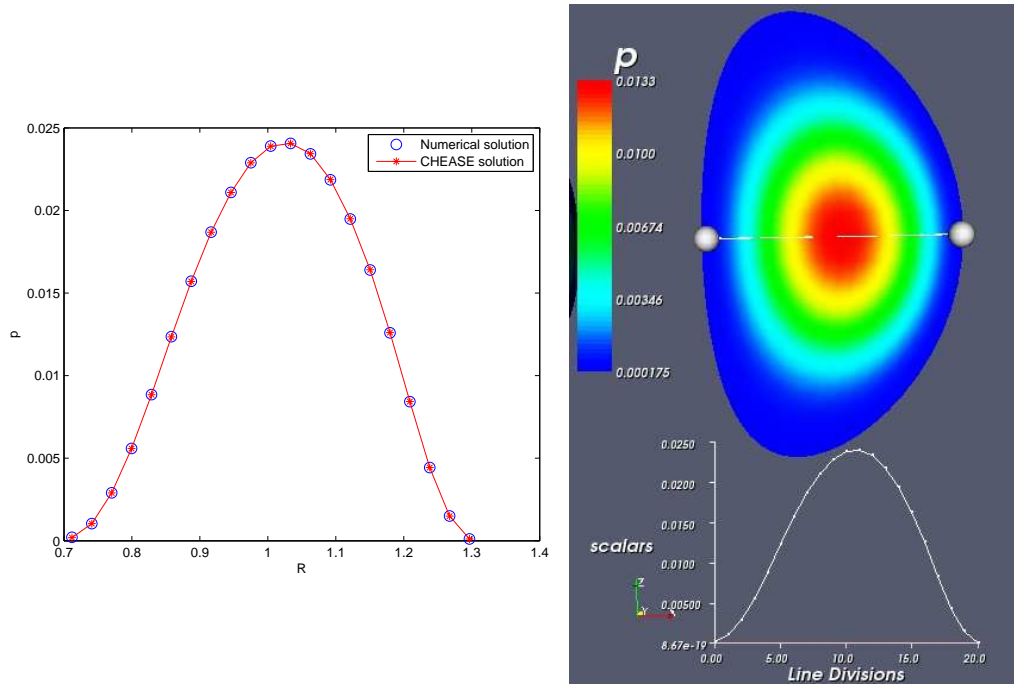 0.025
0.02
0.015
0.01
0.005
0
0.7
0.8
0.9
1
1.1
1.2
1.3
1.4
p
R
Numerical solution
CHEASE solution
p
0.0133
0.0100
0.00674
0.00346
0.000175
0.0250
0.0200
0.0150
0.0100
0.00500
8.67e-19
scalars
Z
Y
X
0.00
5.00
10.0
15.0
20.0
Line Divisions